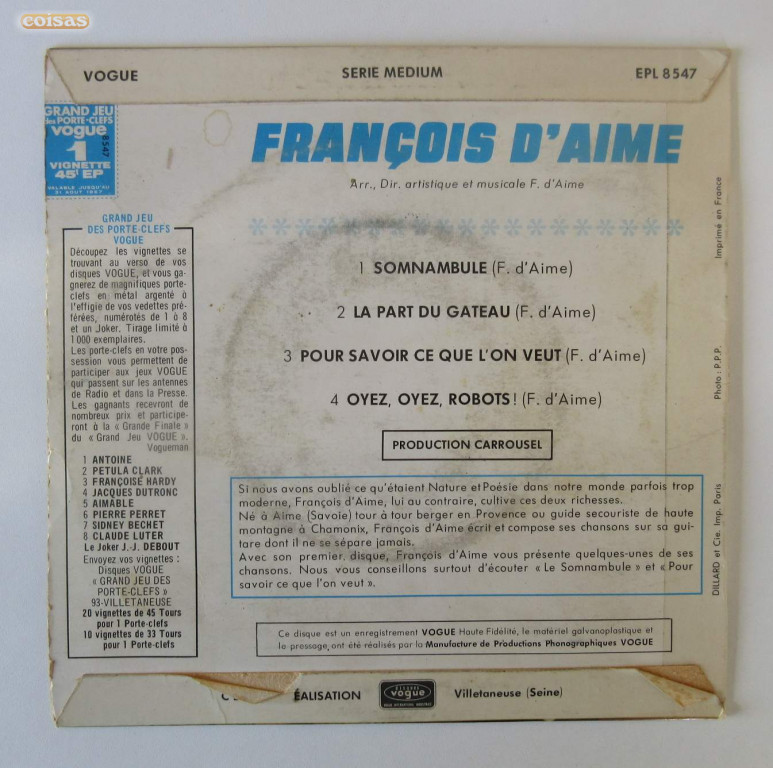 coisas
VOGUE
SERIE MEDIUM
EPL 8547
GRAND JEU
des PORTE-CLEFS
vogue
1
8547
VIGNETTE
45t EP
VALABLE JUSQU'AU
31 AOUT 1967
FRANÇOIS D'AIME
Arr., Dir. artistique et musicale F. d'Aime
******************
1 SOMNAMBULE (F. d'Aime)
2 LA PART DU GATEAU (F. d'Aime)
3 POUR SAVOIR CE QUE L'ON VEUT (F. d'Aime)
4 OYEZ, OYEZ, ROBOTS! (F. d'Aime)
PRODUCTION CARROUSEL
GRAND JEU
DES PORTE-CLEFS
VOGUE
Découpez les vignettes se
trouvant au verso de vos
disques VOGUE, et vous ga-
gnerez de magnifiques porte-
clefs en métal argenté à
l'effigie de vos vedettes pré-
férées, numérotés de 1 à 8
et un Joker. Tirage limité à
1 000 exemplaires.
Les porte-clefs en votre pos-
session vous permettent de
participer aux jeux VOGUE
qui passent sur les antennes
de Radio et dans la Presse.
Les gagnants recevront de
nombreux prix et participe-
ront à la « Grande Finale »
du « Grand Jeu VOGUE ».
Vogueman
1 ANTOINE
2 PETULA CLARK
3 FRANÇOISE HARDY
4 JACQUES DUTRONC
5 AIMABLE
6 PIERRE PERRET
7 SIDNEY BECHET
8 CLAUDE LUTER
Le Joker J.-J. DEBOUT
Envoyez vos vignettes :
Disques VOGUE
« GRAND JEU DES
PORTE-CLEFS »
93-VILLETANEUSE
20 vignettes de 45 Tours
pour 1 Porte-clefs
10 vignettes de 33 Tours
pour 1 Porte-clefs
Si nous avons oublié ce qu'étaient Nature et Poésie dans notre monde parfois trop
moderne, François d'Aime, lui au contraire, cultive ces deux richesses.
Né à Aime (Savoie) tour à tour berger en Provence ou guide secouriste de haute
montagne à Chamonix, François d'Aime écrit et compose ses chansons sur sa gui-
tare dont il ne se sépare jamais.
Avec son premier disque, François d'Aime vous présente quelques-unes de ses
chansons. Nous vous conseillons surtout d'écouter « Le Somnambule » et « Pour
savoir ce que l'on veut ».
Ce disque est un enregistrement VOGUE Haute Fidélité, le matériel galvanoplastique et
le pressage, ont été réalisés par la Manufacture de Productions Phonographiques VOGUE
Imprimé en France
Photo : P.P.P.
DILLARD et Cie. Imp. Paris
ÉALISATION
DISQUES
vogue
Villetaneuse (Seine)